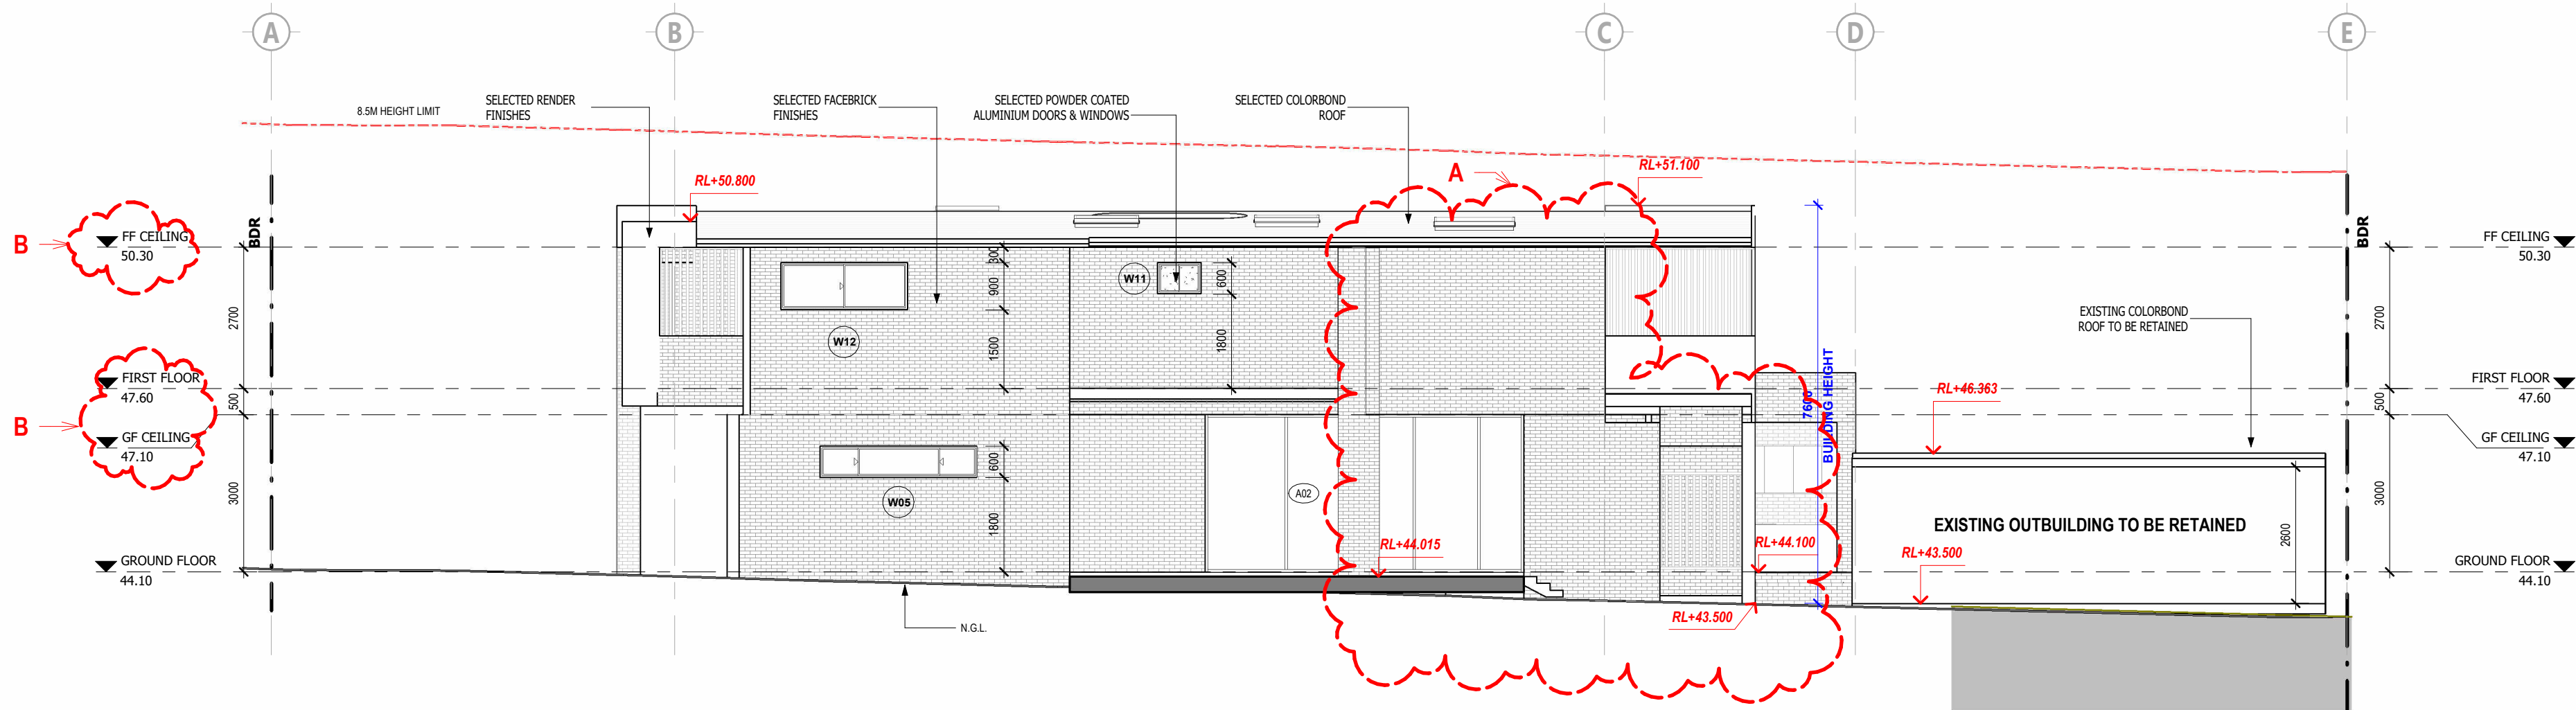 A
B
C
D
E
8.5M HEIGHT LIMIT
SELECTED RENDER
FINISHES
SELECTED FACEBRICK
FINISHES
SELECTED POWDER COATED
ALUMINIUM DOORS & WINDOWS
SELECTED COLORBOND
ROOF
A
RL+51.100
RL+50.800
B
FF CEILING
50.30
BDR
BDR
FF CEILING
50.30
300
900
1500
W11
600
1800
W12
2700
2700
EXISTING COLORBOND
ROOF TO BE RETAINED
FIRST FLOOR
47.60
500
7600
BUILDING HEIGHT
RL+46.363
FIRST FLOOR
47.60
500
B
GF CEILING
47.10
GF CEILING
47.10
3000
600
1800
W05
A02
3000
EXISTING OUTBUILDING TO BE RETAINED
2600
RL+44.015
RL+44.100
RL+43.500
GROUND FLOOR
44.10
GROUND FLOOR
44.10
RL+43.500
N.G.L.